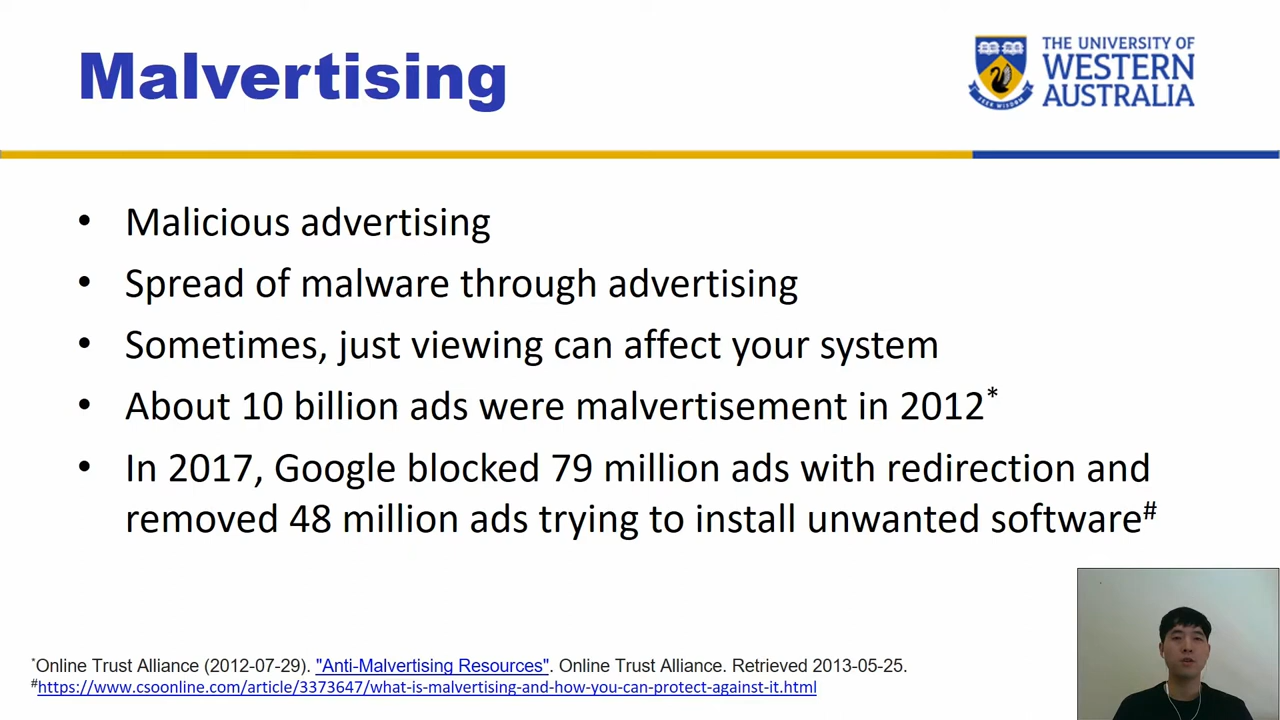 Malvertising
THE UNIVERSITY OF
WESTERN
AUSTRALIA
SEEK WISDOM
• Malicious advertising
• Spread of malware through advertising
• Sometimes, just viewing can affect your system
• About 10 billion ads were malvertisement in 2012*
• In 2017, Google blocked 79 million ads with redirection and
removed 48 million ads trying to install unwanted software#
*Online Trust Alliance (2012-07-29). "Anti-Malvertising Resources". Online Trust Alliance. Retrieved 2013-05-25.
#https://www.csoonline.com/article/3373647/what-is-malvertising-and-how-you-can-protect-against-it.html